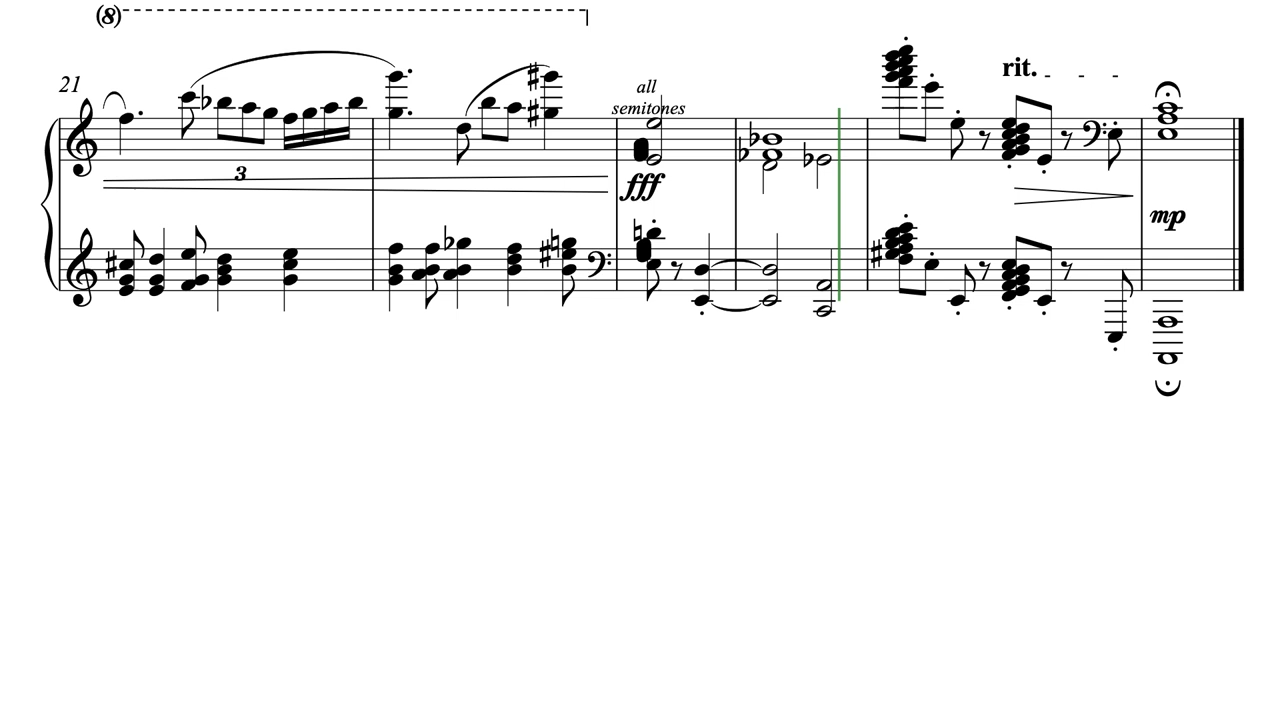 (8)
21
rit.
all
semitones
3
fff
mp